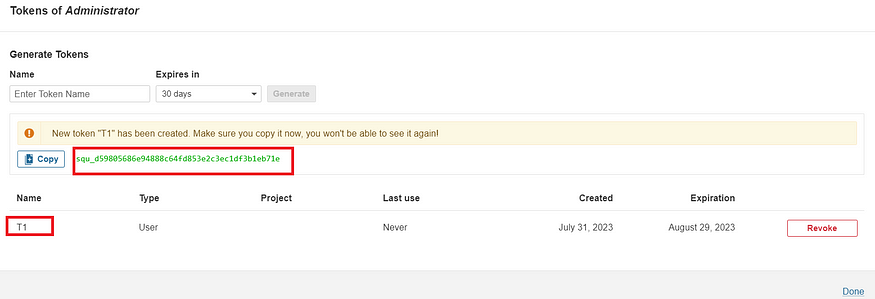 Tokens of Administrator
Generate Tokens
Name Expires in
Enter Token Name 30 days Generate
New token "T1" has been created. Make sure you copy it now, you won't be able to see it again!
Copy squ_d59805686e94888c64fd853e2c3ec1df3b1eb71e
Name Type Project Last use Created Expiration
T1 User Never July 31, 2023 August 29, 2023 Revoke
Done